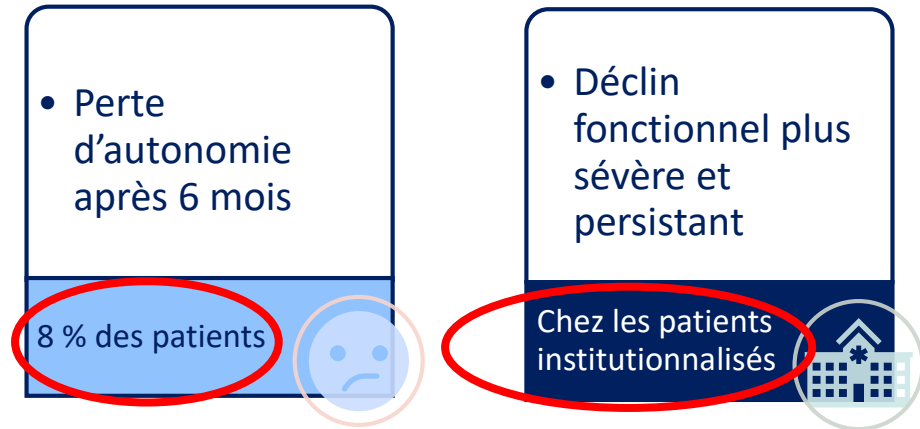 • Perte
d’autonomie
après 6 mois
8 % des patients
• Déclin
fonctionnel plus
sévère et
persistant
Chez les patients
institutionnalisés